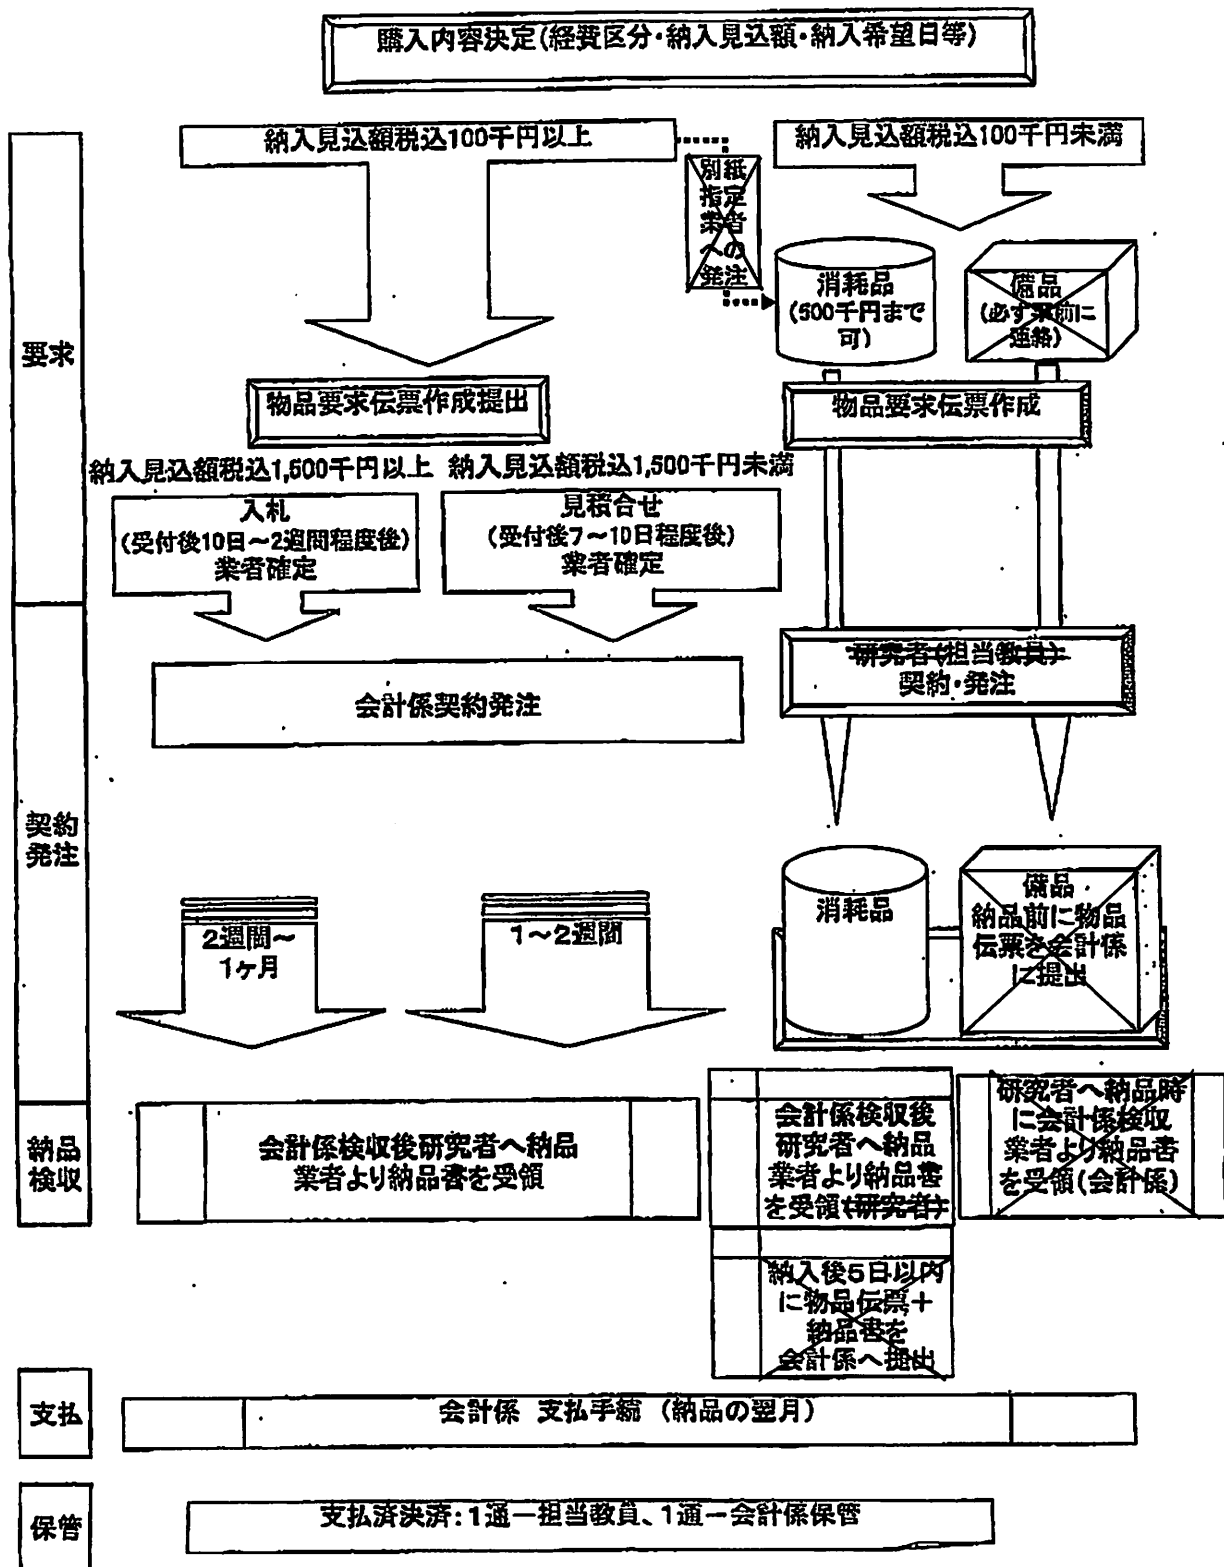 購入内容決定(経費区分・納入見込額・納入希望日等)
要求
納入見込額税込100千円以上
納入見込額税込100千円未満
別紙
指定
業者
への
発注
消耗品
(500千円まで
可)
備品
(必ず事前に
連絡)
物品要求伝票作成提出
物品要求伝票作成
納入見込額税込1,500千円以上
納入見込額税込1,500千円未満
入札
(受付後10日～2週間程度後)
業者確定
見積合せ
(受付後7～10日程度後)
業者確定
契約
発注
会計係契約発注
研究者(担当教員)
契約・発注
2週間～
1ヶ月
1～2週間
消耗品
備品
納品前に物品
伝票を会計係
に提出
納品
検収
会計係検収後研究者へ納品
業者より納品書を受領
会計係検収後
研究者へ納品
業者より納品書
を受領(研究者)
研究者へ納品時
に会計係検収
業者より納品書
を受領(会計係)
納入後5日以内
に物品伝票＋
納品書を
会計係へ提出
支払
会計係 支払手続 (納品の翌月)
保管
支払済決済:1通ー担当教員、1通ー会計係保管